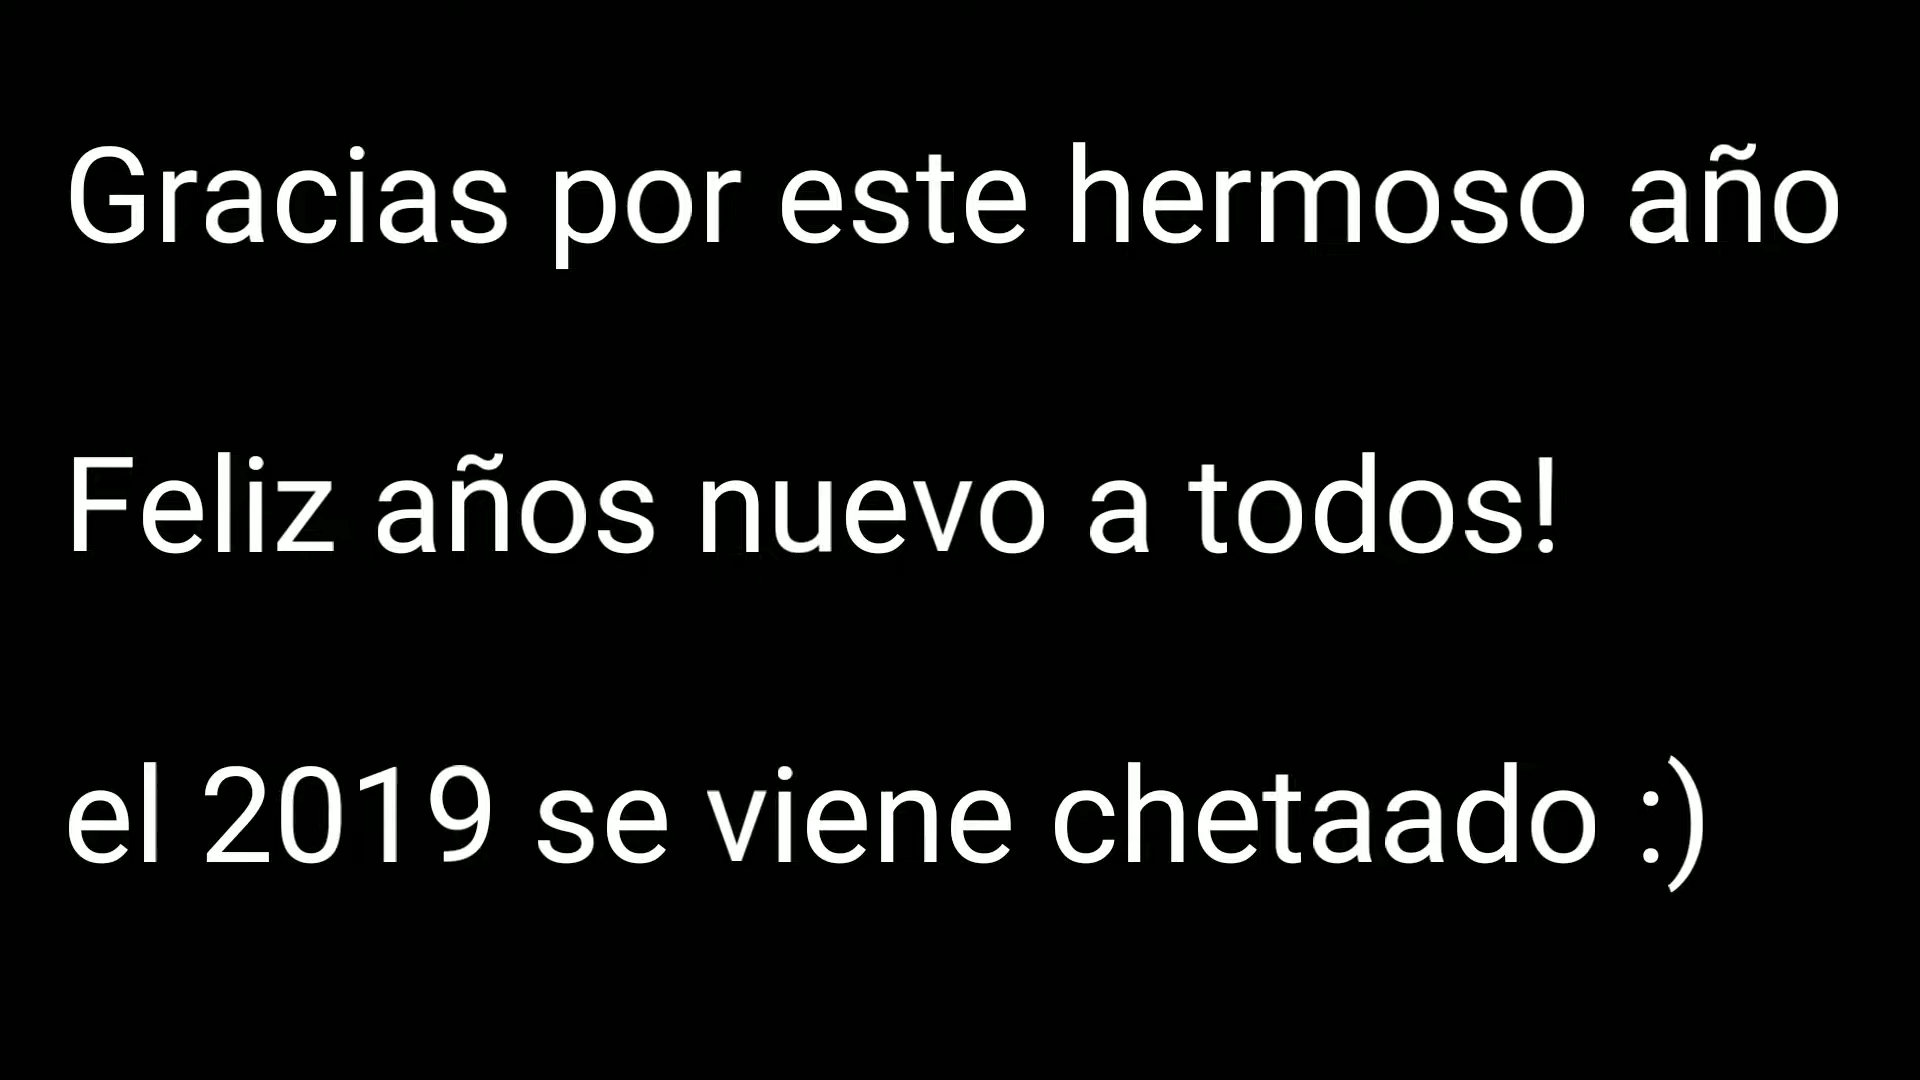 Gracias por este hermoso año
Feliz años nuevo a todos!
el 2019 se viene chetaado :)